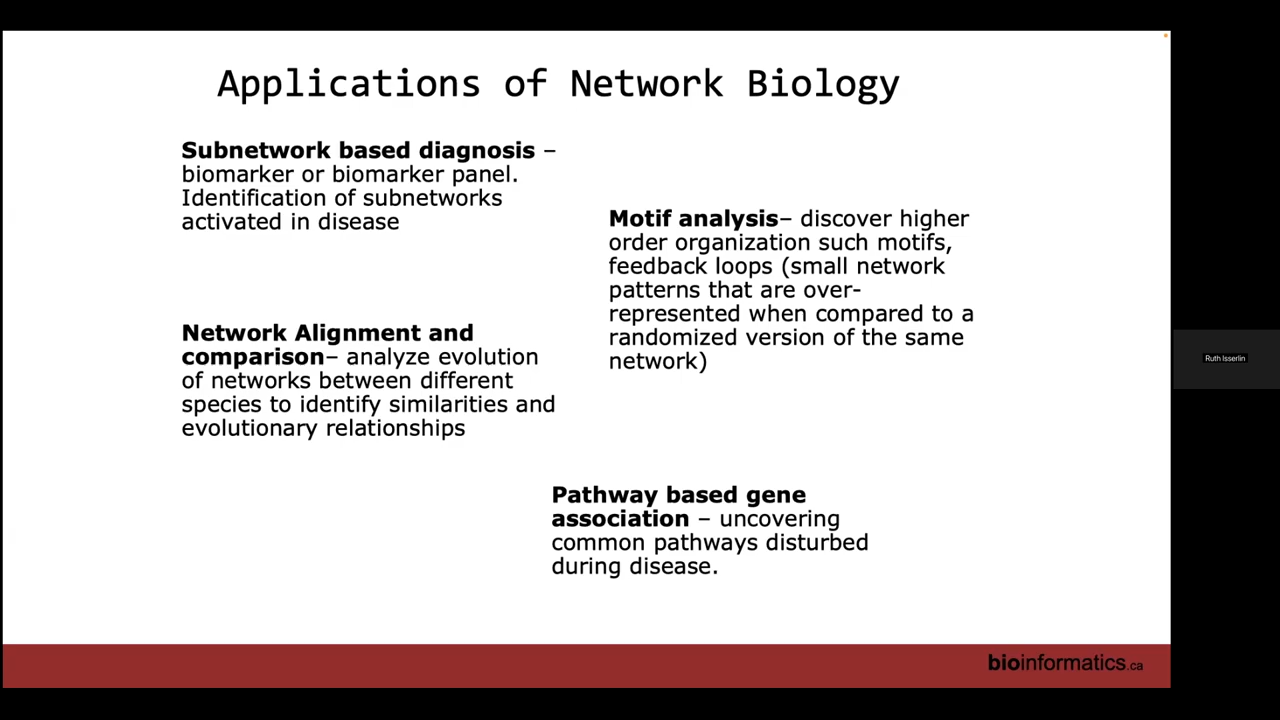 Applications of Network Biology
Subnetwork based diagnosis –
biomarker or biomarker panel.
Identification of subnetworks
activated in disease
Motif analysis– discover higher
order organization such motifs,
feedback loops (small network
patterns that are over-
represented when compared to a
randomized version of the same
network)
Network Alignment and
comparison– analyze evolution
of networks between different
species to identify similarities and
evolutionary relationships
Pathway based gene
association – uncovering
common pathways disturbed
during disease.
Ruth Isserlin
bioinformatics.ca